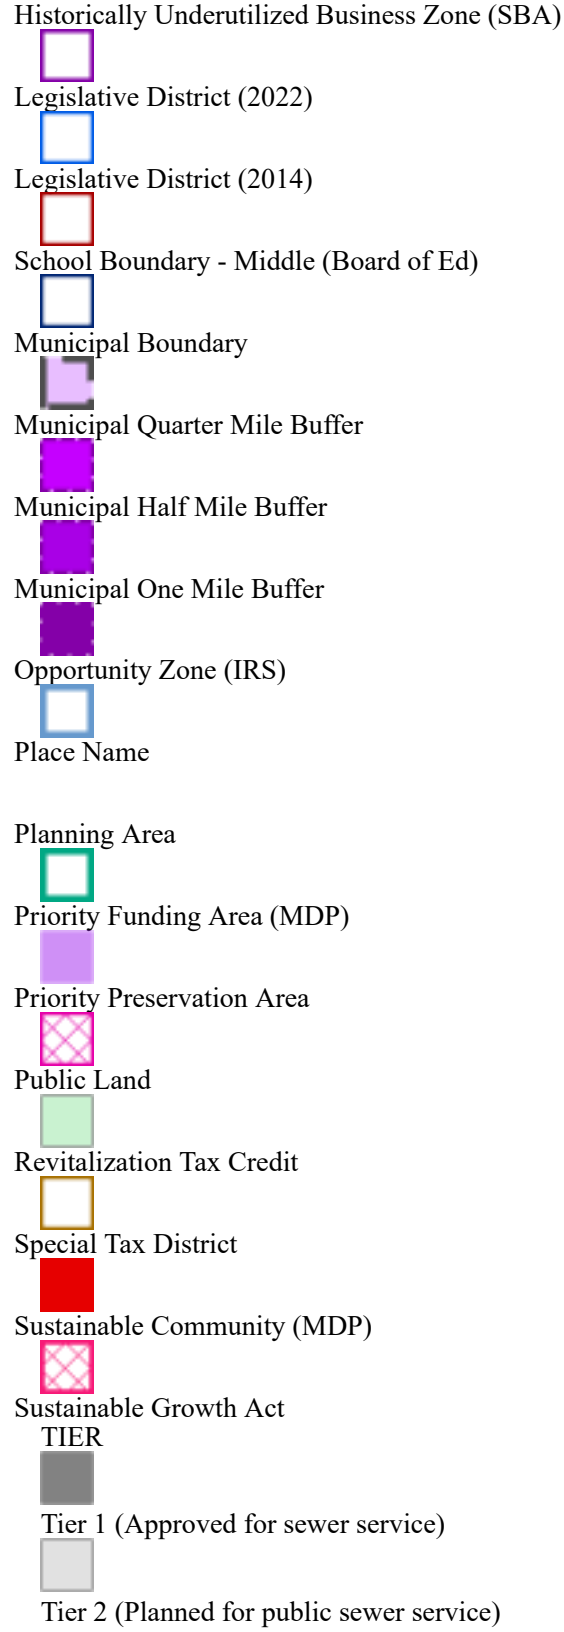 Historically Underutilized Business Zone (SBA)
Legislative District (2022)
Legislative District (2014)
School Boundary - Middle (Board of Ed)
Municipal Boundary
Municipal Quarter Mile Buffer
Municipal Half Mile Buffer
Municipal One Mile Buffer
Opportunity Zone (IRS)
Place Name
Planning Area
Priority Funding Area (MDP)
Priority Preservation Area
Public Land
Revitalization Tax Credit
Special Tax District
Sustainable Community (MDP)
Sustainable Growth Act
TIER
Tier 1 (Approved for sewer service)
Tier 2 (Planned for public sewer service)